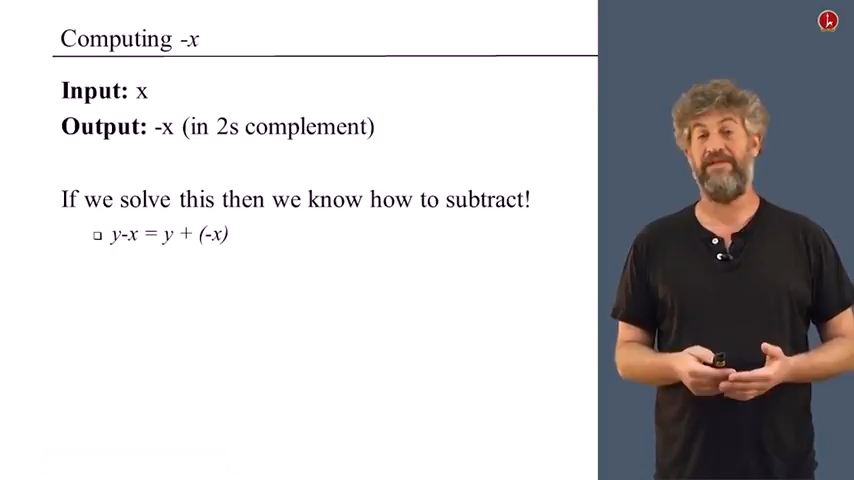 Computing -x
Input: x
Output: -x (in 2s complement)
If we solve this then we know how to subtract!
y-x = y + (-x)